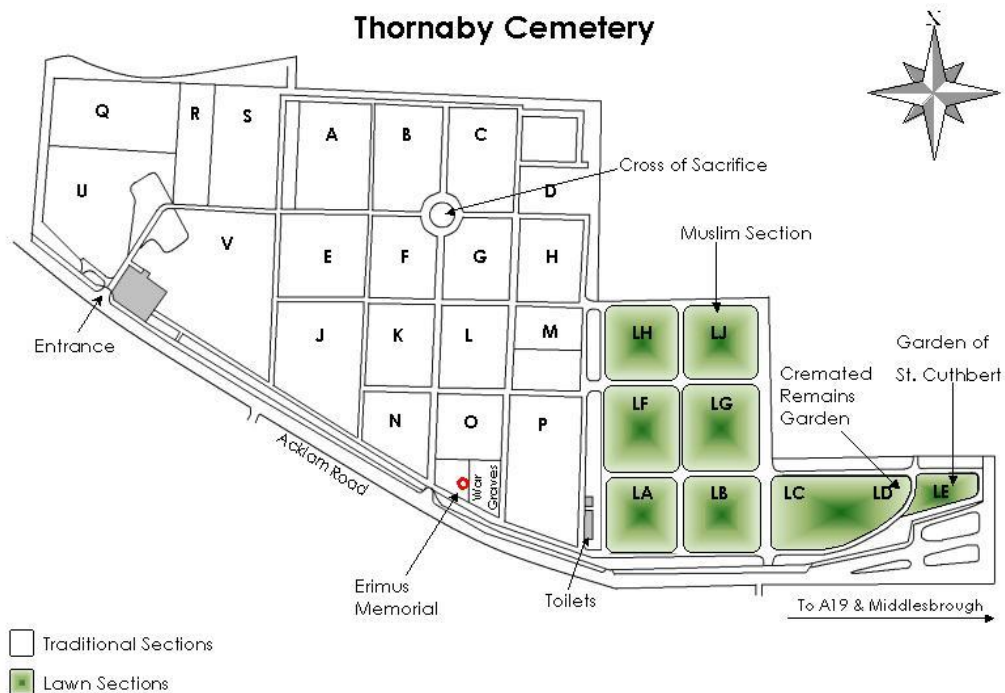 Thornaby Cemetery
N
Q
R
S
A
B
C
Cross of Sacrifice
U
D
V
E
F
G
H
Muslim Section
Entrance
J
K
L
M
LH
LJ
Garden of
St. Cuthbert
Cremated
Remains
Garden
N
O
P
LF
LG
Acklam Road
War
Graves
LA
LB
LC
LD
LE
Erimus
Memorial
Toilets
To A19 & Middlesbrough
Traditional Sections
Lawn Sections